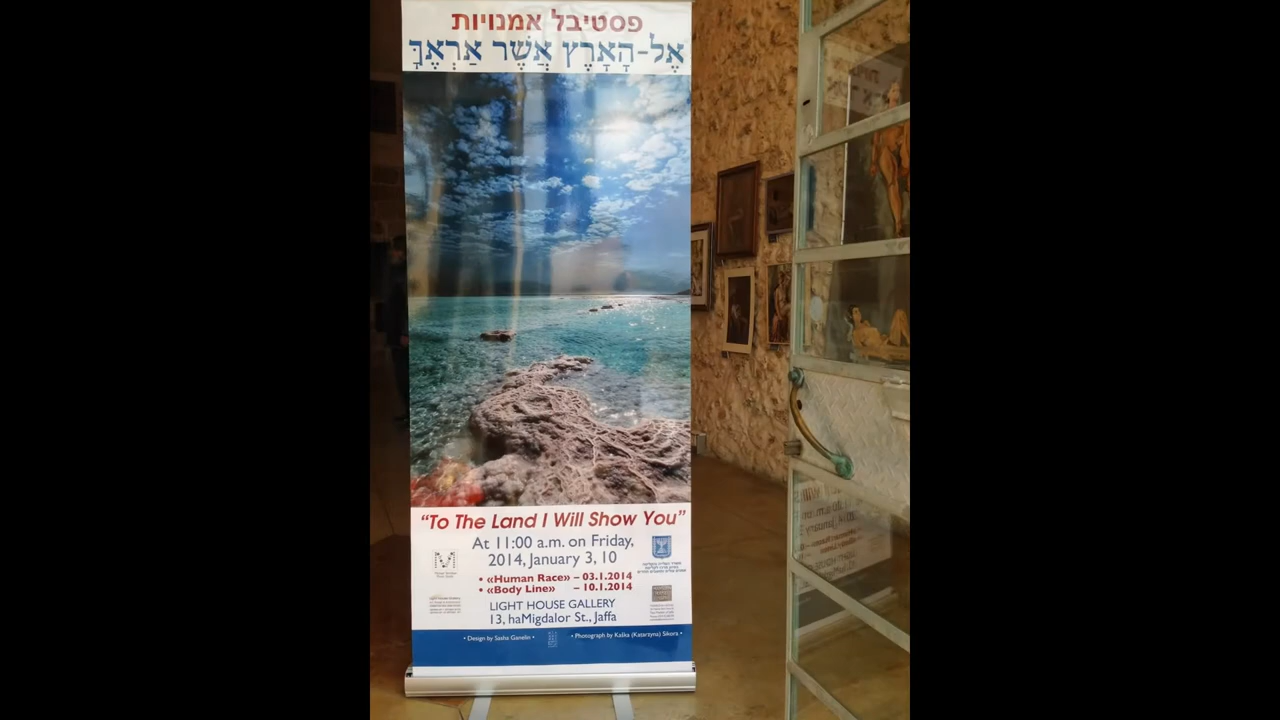 פסטיבל אמנויות
אֶל-הָאָרֶץ אֲשֶׁר אַרְאֶךָּ
“To The Land I Will Show You”
At 11:00 a.m. on Friday,
2014, January 3, 10
• «Human Race» – 03.1.2014
• «Body Line» – 10.1.2014
LIGHT HOUSE GALLERY
13, haMigdalor St., Jaffa
• Design by Sasha Ganelin •
• Photograph by Kaśka (Katarzyna) Sikora •